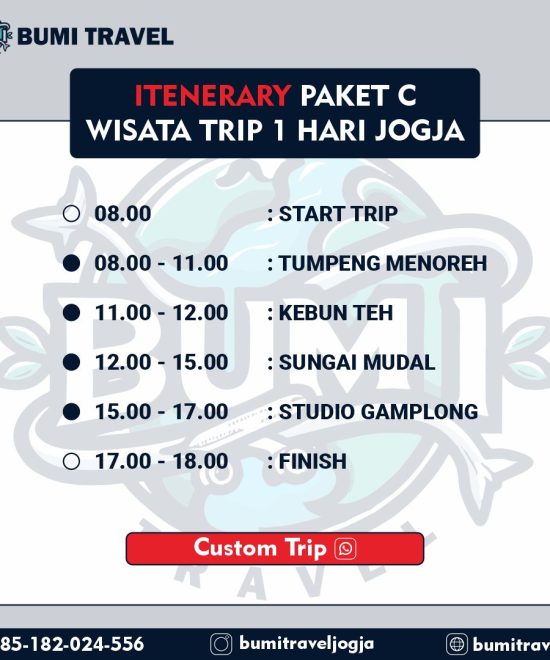 BUMI TRAVEL
ITENERARY PAKET C
WISATA TRIP 1 HARI JOGJA
08.00 : START TRIP
08.00 - 11.00 : TUMPENG MENOREH
11.00 - 12.00 : KEBUN TEH
12.00 - 15.00 : SUNGAI MUDAL
15.00 - 17.00 : STUDIO GAMPLONG
17.00 - 18.00 : FINISH
BUMI
TRAVEL
Custom Trip
85-182-024-556 bumitraveljogja bumitrav